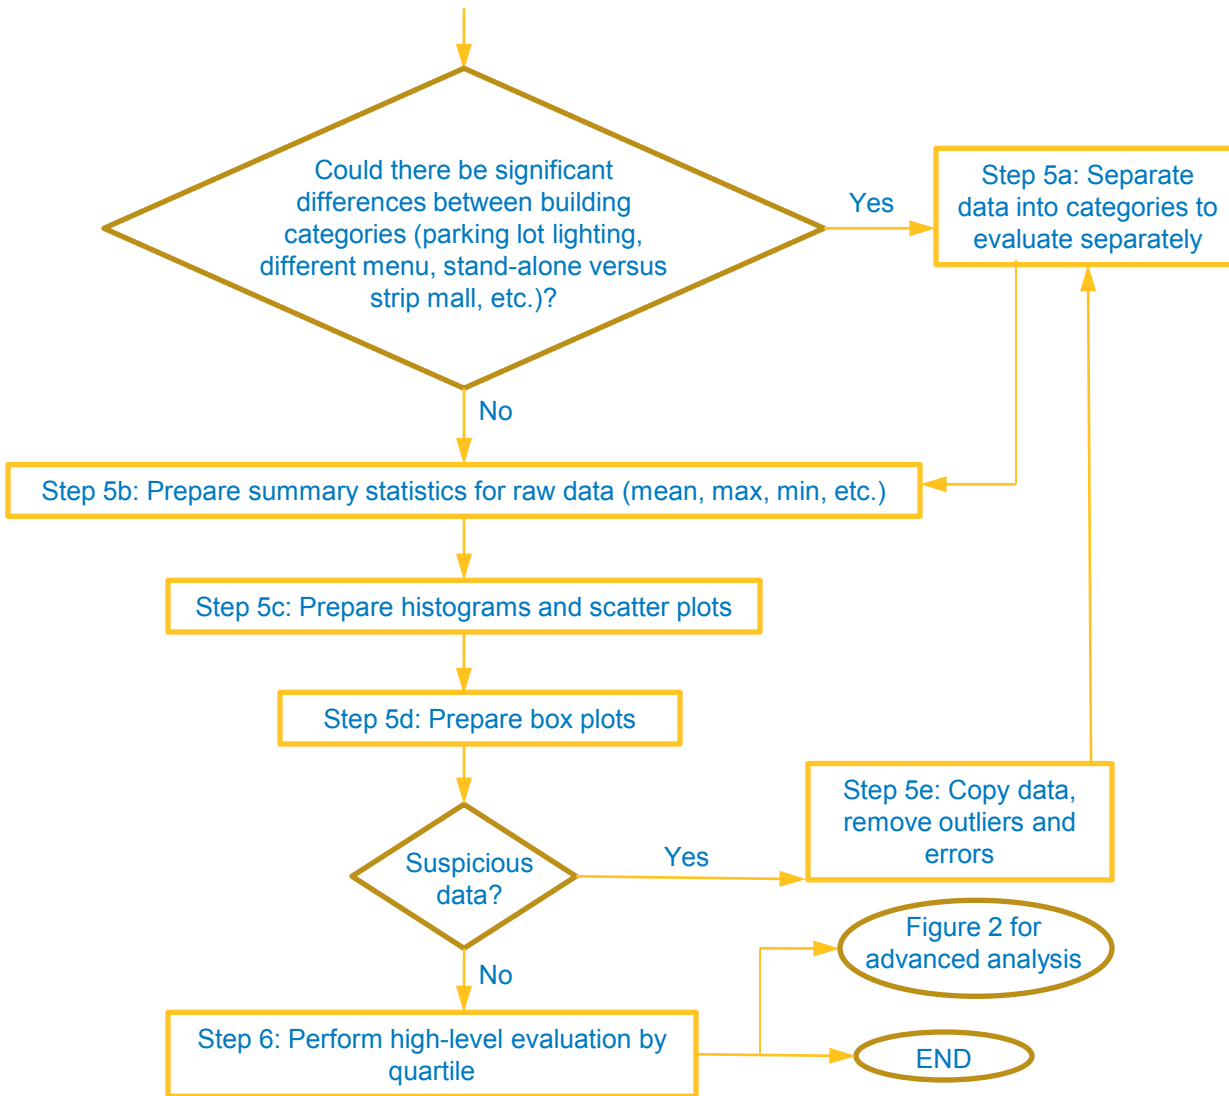 Could there be significant
differences between building
categories (parking lot lighting,
different menu, stand-alone versus
strip mall, etc.)?
Yes
Step 5a: Separate
data into categories to
evaluate separately
No
Step 5b: Prepare summary statistics for raw data (mean, max, min, etc.)
Step 5c: Prepare histograms and scatter plots
Step 5d: Prepare box plots
Suspicious
data?
Yes
Step 5e: Copy data,
remove outliers and
errors
No
Step 6: Perform high-level evaluation by
quartile
Figure 2 for
advanced analysis
END